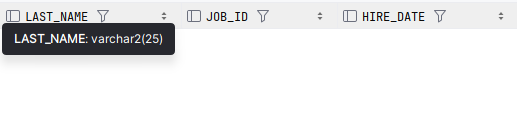 LAST_NAME JOB_ID HIRE_DATE
LAST_NAME: varchar2(25)